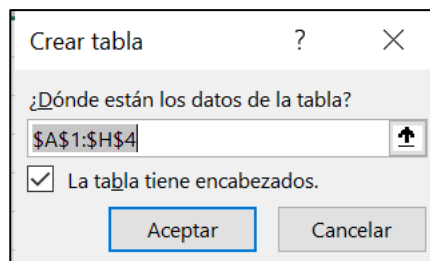 Crear tabla ?
¿Dónde están los datos de la tabla?
$A$1:$H$4
La tabla tiene encabezados.
Aceptar Cancelar